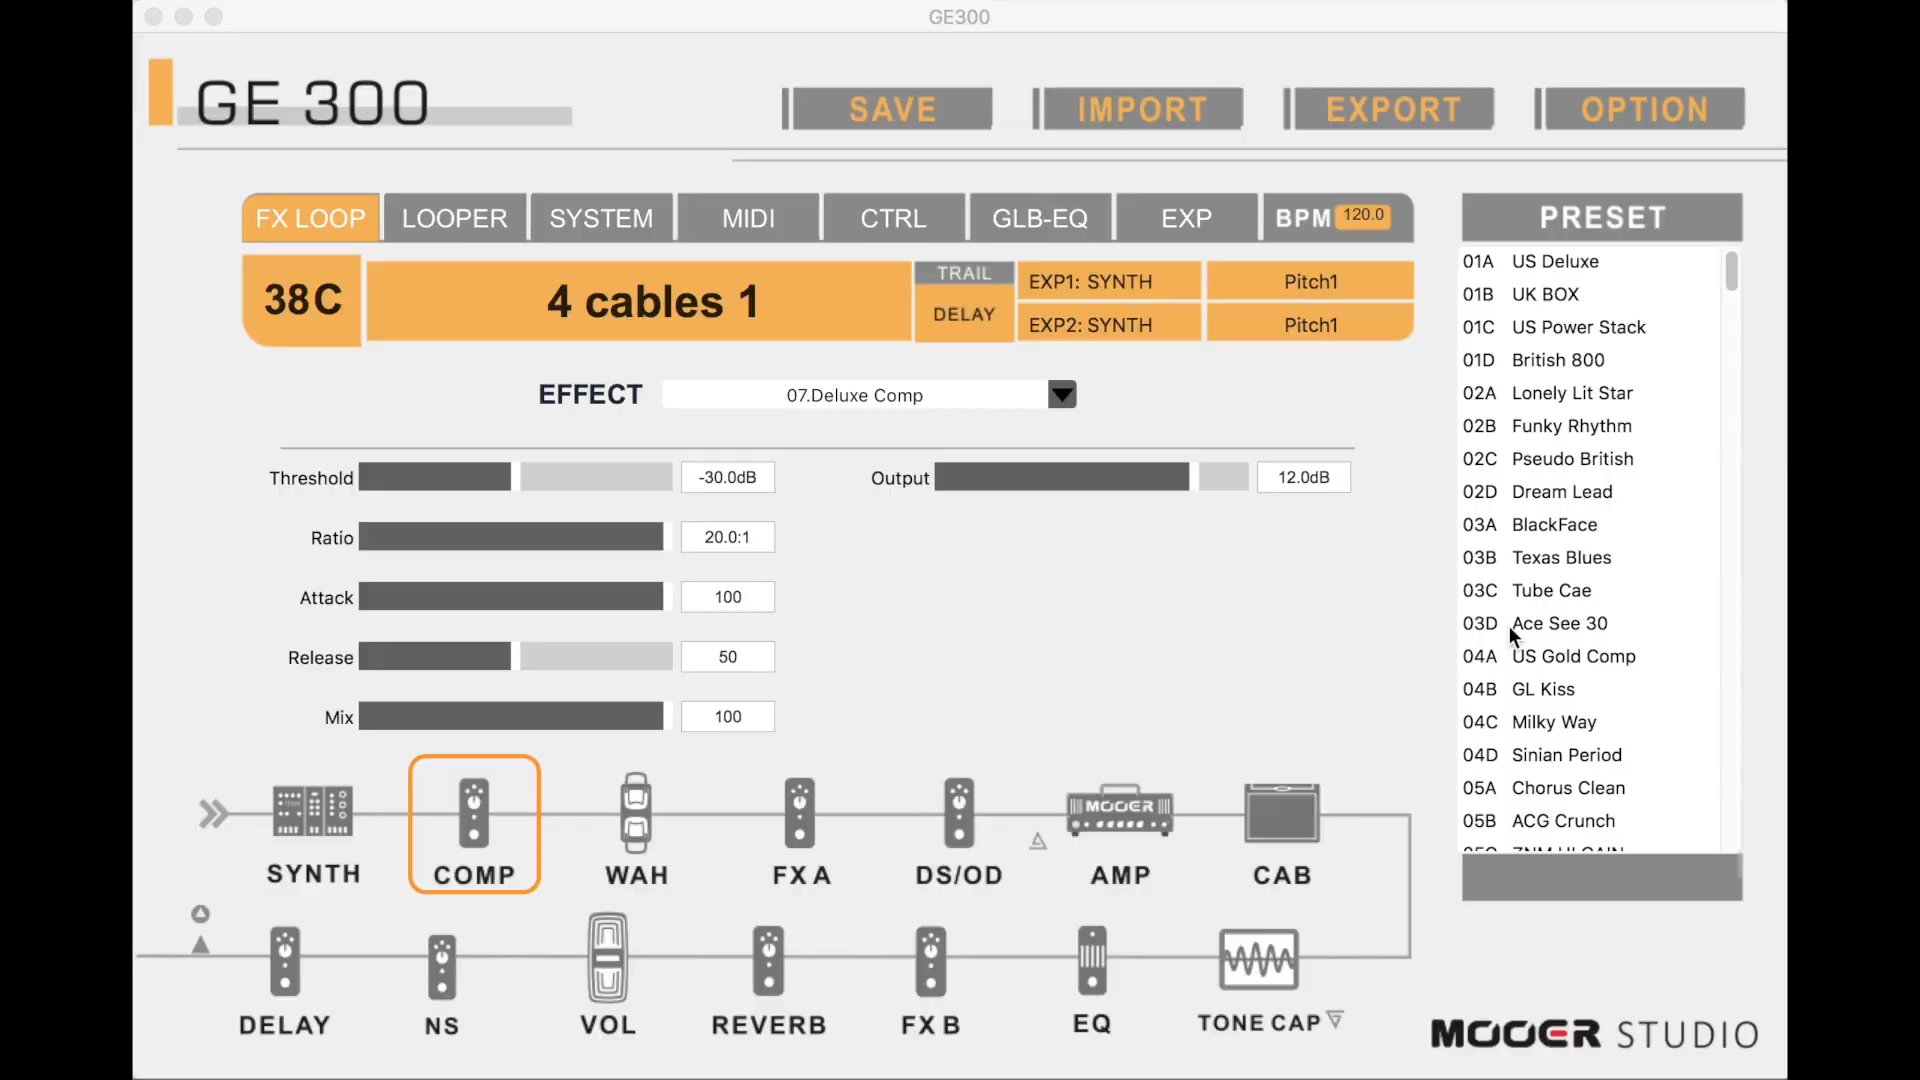 GE300
GE 300
SAVE
IMPORT
EXPORT
OPTION
FX LOOP
LOOPER
SYSTEM
MIDI
CTRL
GLB-EQ
EXP
BPM 120.0
38C
4 cables 1
TRAIL
DELAY
EXP1: SYNTH
Pitch1
EXP2: SYNTH
Pitch1
EFFECT
07.Deluxe Comp
Threshold -30.0dB
Output 12.0dB
Ratio 20.0:1
Attack 100
Release 50
Mix 100
MOOER
SYNTH
COMP
WAH
FX A
DS/OD
AMP
CAB
DELAY
NS
VOL
REVERB
FX B
EQ
TONE CAP
PRESET
01A US Deluxe
01B UK BOX
01C US Power Stack
01D British 800
02A Lonely Lit Star
02B Funky Rhythm
02C Pseudo British
02D Dream Lead
03A BlackFace
03B Texas Blues
03C Tube Cae
03D Ace See 30
04A US Gold Comp
04B GL Kiss
04C Milky Way
04D Sinian Period
05A Chorus Clean
05B ACG Crunch
MOOER STUDIO